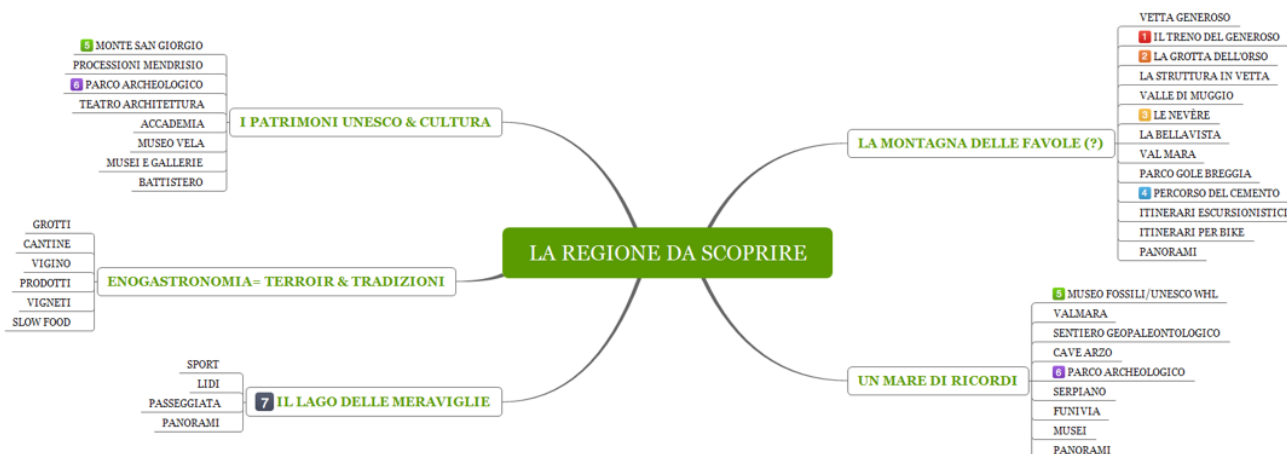 LA REGIONE DA SCOPRIRE
I PATRIMONI UNESCO & CULTURA
5 MONTE SAN GIORGIO
PROCESSIONI MENDRISIO
6 PARCO ARCHEOLOGICO
TEATRO ARCHITETTURA
ACCADEMIA
MUSEO VELA
MUSEI E GALLERIE
BATTISTERO
ENOGASTRONOMIA= TERROIR & TRADIZIONI
GROTTI
CANTINE
VIGINO
PRODOTTI
VIGNETI
SLOW FOOD
7 IL LAGO DELLE MERAVIGLIE
SPORT
LIDI
PASSEGGIATA
PANORAMI
LA MONTAGNA DELLE FAVOLE (?)
VETTA GENEROSO
1 IL TRENO DEL GENEROSO
2 LA GROTTA DELL'ORSO
LA STRUTTURA IN VETTA
VALLE DI MUGGIO
3 LE NEVÈRE
LA BELLAVISTA
VAL MARA
PARCO GOLE BREGGIA
4 PERCORSO DEL CEMENTO
ITINERARI ESCURSIONISTICI
ITINERARI PER BIKE
PANORAMI
UN MARE DI RICORDI
5 MUSEO FOSSILI/UNESCO WHL
VALMARA
SENTIERO GEOPALEONTOLOGICO
CAVE ARZO
6 PARCO ARCHEOLOGICO
SERPIANO
FUNIVIA
MUSEI
PANORAMI